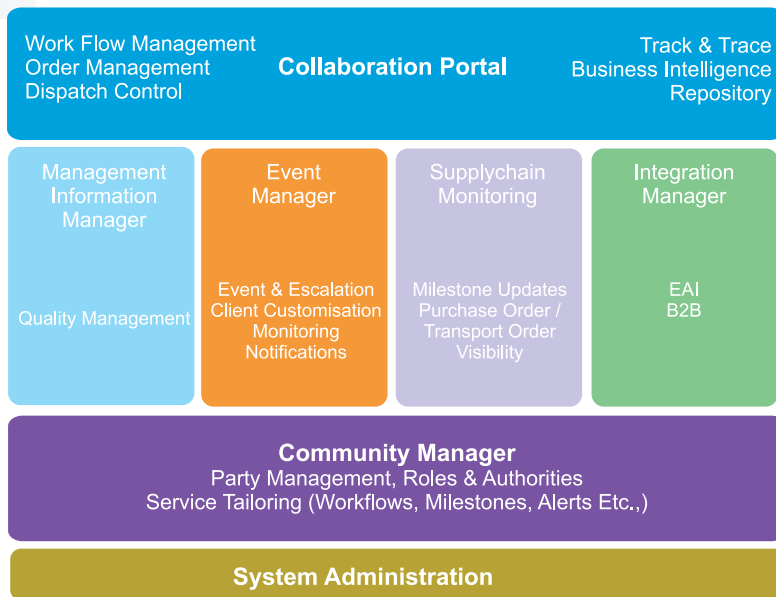 Work Flow Management
Order Management
Dispatch Control
Collaboration Portal
Track & Trace
Business Intelligence
Repository
Management
Information
Manager
Quality Management
Event
Manager
Event & Escalation
Client Customisation
Monitoring
Notifications
Supplychain
Monitoring
Milestone Updates
Purchase Order /
Transport Order
Visibility
Integration
Manager
EAI
B2B
Community Manager
Party Management, Roles & Authorities
Service Tailoring (Workflows, Milestones, Alerts Etc.,)
System Administration